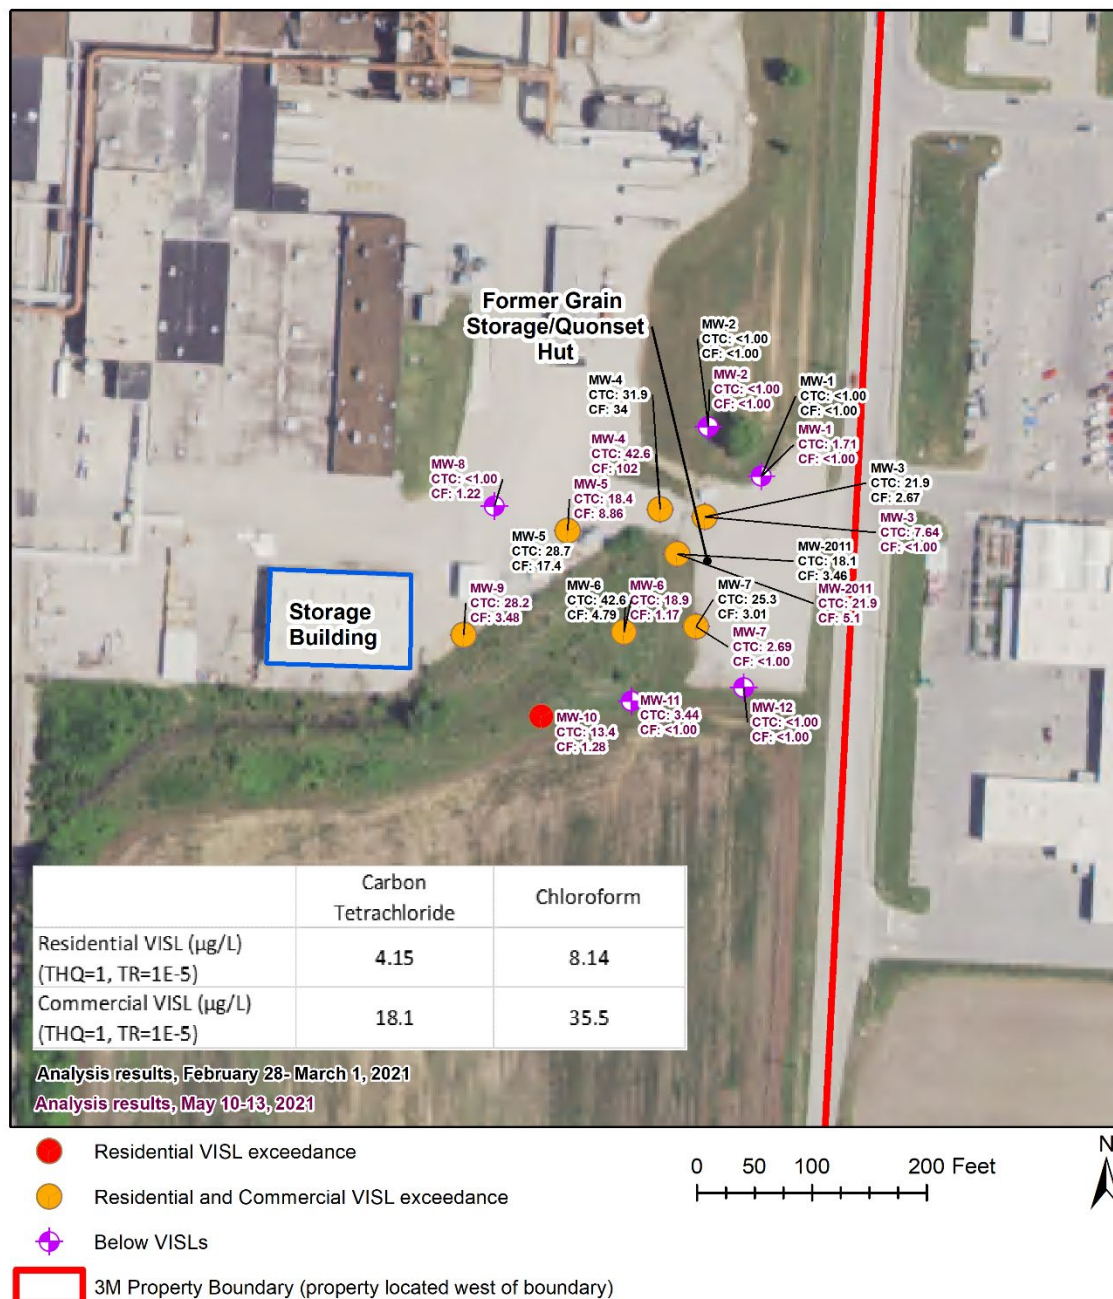 Former Grain
Storage/Quonset
Hut
MW-2
CTC: <1.00
CF: <1.00
MW-2
CTC: <1.00
CF: <1.00
MW-1
CTC: <1.00
CF: <1.00
MW-1
CTC: 1.71
CF: <1.00
MW-4
CTC: 31.9
CF: 34
MW-4
CTC: 42.6
CF: 102
MW-5
CTC: 18.4
CF: 8.86
MW-8
CTC: <1.00
CF: 1.22
MW-3
CTC: 21.9
CF: 2.67
MW-3
CTC: 7.64
CF: <1.00
MW-5
CTC: 28.7
CF: 17.4
MW-2011
CTC: 18.1
CF: 3.46
MW-2011
CTC: 21.9
CF: 5.1
MW-9
CTC: 28.2
CF: 3.48
MW-6
CTC: 42.6
CF: 4.79
MW-6
CTC: 18.9
CF: 1.17
MW-7
CTC: 25.3
CF: 3.01
MW-7
CTC: 2.69
CF: <1.00
Storage
Building
MW-10
CTC: 13.4
CF: 1.28
MW-11
CTC: 3.44
CF: <1.00
MW-12
CTC: <1.00
CF: <1.00
Carbon
Tetrachloride
Chloroform
Residential VISL (µg/L)
(THQ=1, TR=1E-5)
4.15
8.14
Commercial VISL (µg/L)
(THQ=1, TR=1E-5)
18.1
35.5
Analysis results, February 28- March 1, 2021
Analysis results, May 10-13, 2021
Residential VISL exceedance
Residential and Commercial VISL exceedance
Below VISLs
3M Property Boundary (property located west of boundary)
0 50 100 200 Feet
N